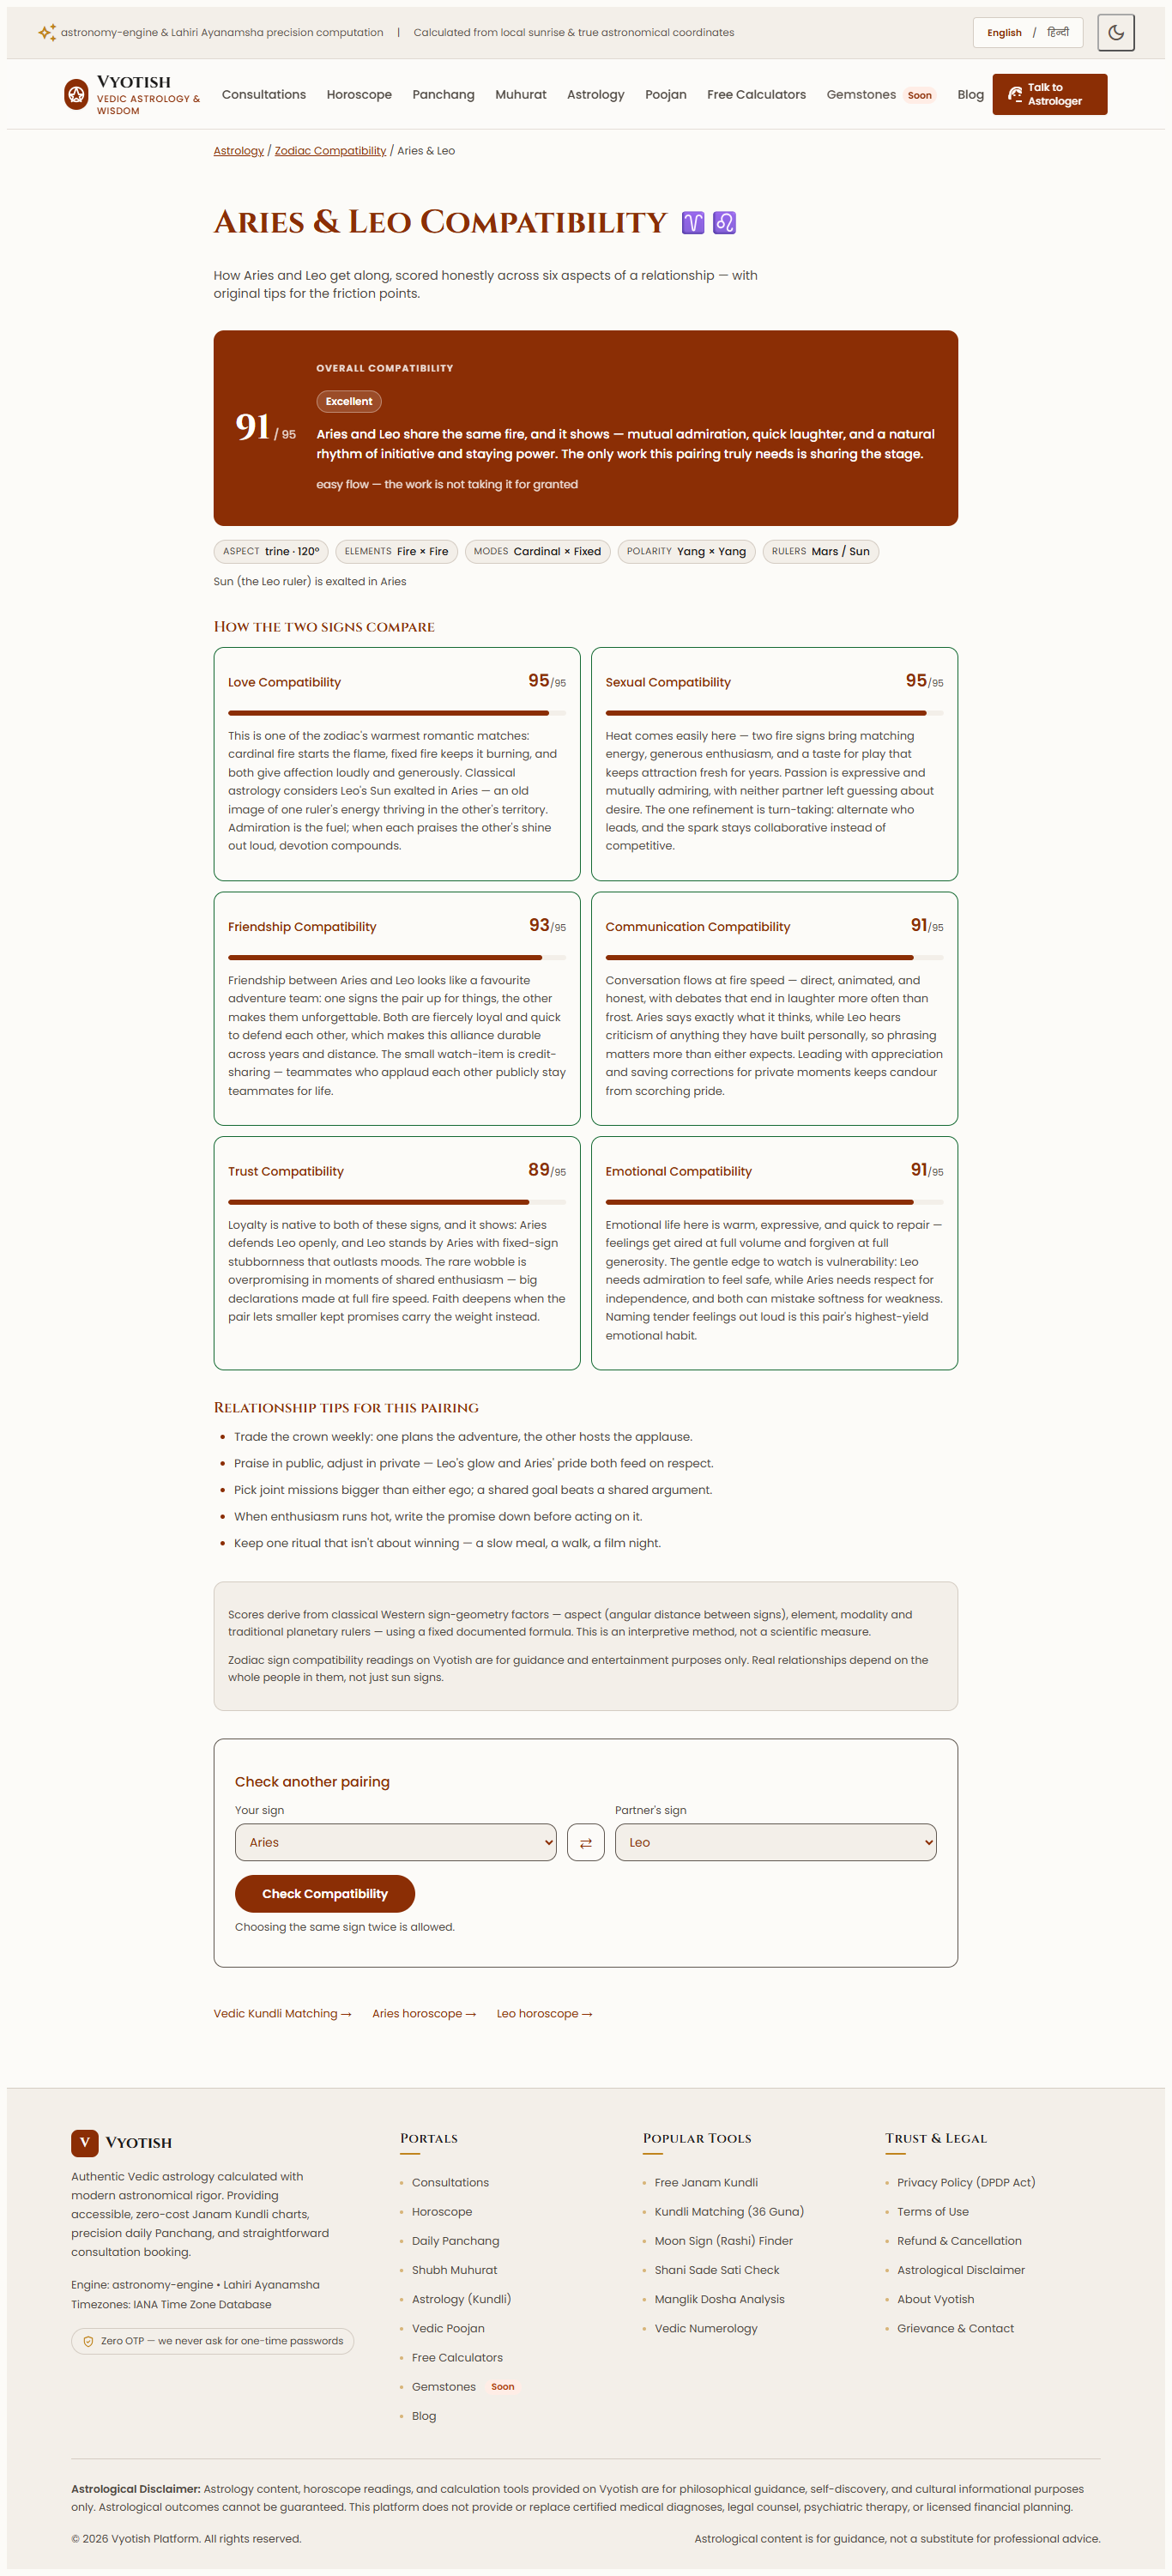 astronomy-engine & Lahiri Ayanamsha precision computation | Calculated from local sunrise & true astronomical coordinates
English / हिन्दी
Vyotish
VEDIC ASTROLOGY & WISDOM
Consultations Horoscope Panchang Muhurat Astrology Poojan Free Calculators Gemstones Soon Blog
Talk to Astrologer
Astrology / Zodiac Compatibility / Aries & Leo
Aries & Leo Compatibility ♈ ♌
How Aries and Leo get along, scored honestly across six aspects of a relationship — with
original tips for the friction points.
91 / 95
OVERALL COMPATIBILITY
Excellent
Aries and Leo share the same fire, and it shows — mutual admiration, quick laughter, and a natural
rhythm of initiative and staying power. The only work this pairing truly needs is sharing the stage.
easy flow — the work is not taking it for granted
ASPECT trine · 120° ELEMENTS Fire × Fire MODES Cardinal × Fixed POLARITY Yang × Yang RULERS Mars / Sun
Sun (the Leo ruler) is exalted in Aries
How the two signs compare
Love Compatibility 95/95
This is one of the zodiac's warmest romantic matches:
cardinal fire starts the flame, fixed fire keeps it burning, and
both give affection loudly and generously. Classical
astrology considers Leo's Sun exalted in Aries — an old
image of one ruler's energy thriving in the other's territory.
Admiration is the fuel; when each praises the other's shine
out loud, devotion compounds.
Sexual Compatibility 95/95
Heat comes easily here — two fire signs bring matching
energy, generous enthusiasm, and a taste for play that
keeps attraction fresh for years. Passion is expressive and
mutually admiring, with neither partner left guessing about
desire. The one refinement is turn-taking: alternate who
leads, and the spark stays collaborative instead of
competitive.
Friendship Compatibility 93/95
Friendship between Aries and Leo looks like a favourite
adventure team: one signs the pair up for things, the other
makes them unforgettable. Both are fiercely loyal and quick
to defend each other, which makes this alliance durable
across years and distance. The small watch-item is credit-
sharing — teammates who applaud each other publicly stay
teammates for life.
Communication Compatibility 91/95
Conversation flows at fire speed — direct, animated, and
honest, with debates that end in laughter more often than
frost. Aries says exactly what it thinks, while Leo hears
criticism of anything they have built personally, so phrasing
matters more than either expects. Leading with appreciation
and saving corrections for private moments keeps candour
from scorching pride.
Trust Compatibility 89/95
Loyalty is native to both of these signs, and it shows: Aries
defends Leo openly, and Leo stands by Aries with fixed-sign
stubbornness that outlasts moods. The rare wobble is
overpromising in moments of shared enthusiasm — big
declarations made at full fire speed. Faith deepens when the
pair lets smaller kept promises carry the weight instead.
Emotional Compatibility 91/95
Emotional life here is warm, expressive, and quick to repair —
feelings get aired at full volume and forgiven at full
generosity. The gentle edge to watch is vulnerability: Leo
needs admiration to feel safe, while Aries needs respect for
independence, and both can mistake softness for weakness.
Naming tender feelings out loud is this pair's highest-yield
emotional habit.
Relationship tips for this pairing
• Trade the crown weekly: one plans the adventure, the other hosts the applause.
• Praise in public, adjust in private — Leo's glow and Aries' pride both feed on respect.
• Pick joint missions bigger than either ego; a shared goal beats a shared argument.
• When enthusiasm runs hot, write the promise down before acting on it.
• Keep one ritual that isn't about winning — a slow meal, a walk, a film night.
Scores derive from classical Western sign-geometry factors — aspect (angular distance between signs), element, modality and
traditional planetary rulers — using a fixed documented formula. This is an interpretive method, not a scientific measure.
Zodiac sign compatibility readings on Vyotish are for guidance and entertainment purposes only. Real relationships depend on the
whole people in them, not just sun signs.
Check another pairing
Your sign Partner's sign
Aries ⇄ Leo
Check Compatibility
Choosing the same sign twice is allowed.
Vedic Kundli Matching → Aries horoscope → Leo horoscope →
V Vyotish
Authentic Vedic astrology calculated with
modern astronomical rigor. Providing
accessible, zero-cost Janam Kundli charts,
precision daily Panchang, and straightforward
consultation booking.
Engine: astronomy-engine • Lahiri Ayanamsha
Timezones: IANA Time Zone Database
Zero OTP — we never ask for one-time passwords
Portals
Consultations
Horoscope
Daily Panchang
Shubh Muhurat
Astrology (Kundli)
Vedic Poojan
Free Calculators
Gemstones Soon
Blog
Popular Tools
Free Janam Kundli
Kundli Matching (36 Guna)
Moon Sign (Rashi) Finder
Shani Sade Sati Check
Manglik Dosha Analysis
Vedic Numerology
Trust & Legal
Privacy Policy (DPDP Act)
Terms of Use
Refund & Cancellation
Astrological Disclaimer
About Vyotish
Grievance & Contact
Astrological Disclaimer: Astrology content, horoscope readings, and calculation tools provided on Vyotish are for philosophical guidance, self-discovery, and cultural informational purposes
only. Astrological outcomes cannot be guaranteed. This platform does not provide or replace certified medical diagnoses, legal counsel, psychiatric therapy, or licensed financial planning.
© 2026 Vyotish Platform. All rights reserved. Astrological content is for guidance, not a substitute for professional advice.